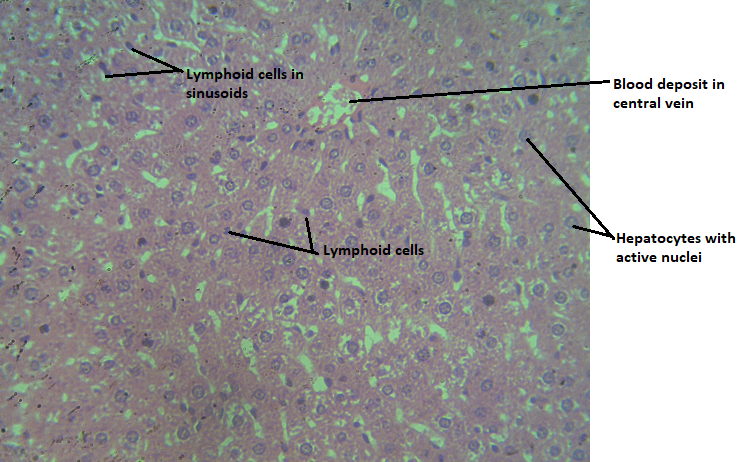 Lymphoid cells in
sinusoids
Blood deposit in
central vein
Hepatocytes with
active nuclei
Lymphoid cells